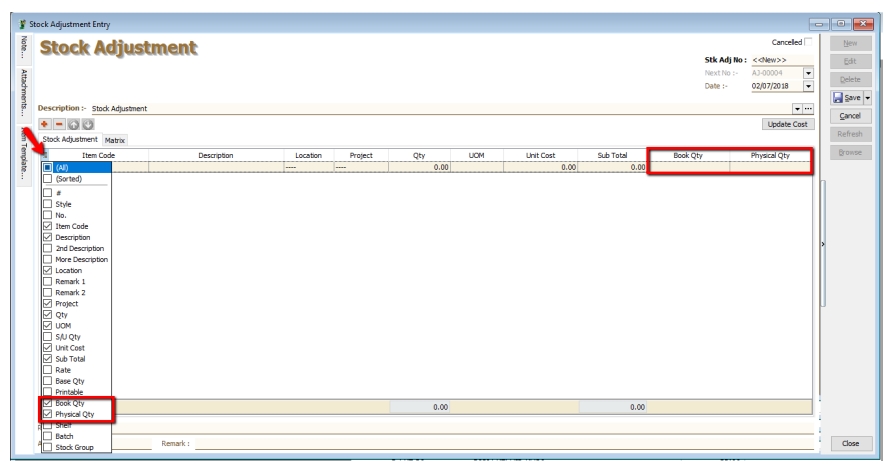 Stock Adjustment Entry
Note...
Attachments...
Item Template...
Stock Adjustment
Cancelled
Stk Adj No : <<New>>
Next No :- AJ-00004
Date :- 02/07/2018
Description :- Stock Adjustment
Update Cost
Stock Adjustment Matrix
Item Code Description Location Project Qty UOM Unit Cost Sub Total Book Qty Physical Qty
---- ---- 0.00 0.00 0.00
(All)
(Sorted)
#
Style
No.
Item Code
Description
2nd Description
More Description
Location
Remark 1
Remark 2
Project
Qty
UOM
S/U Qty
Unit Cost
Sub Total
Rate
Base Qty
Printable
Book Qty
Physical Qty
Shelf
Batch
Stock Group
0.00 0.00
Remark :
New
Edit
Delete
Save
Cancel
Refresh
Browse
Close